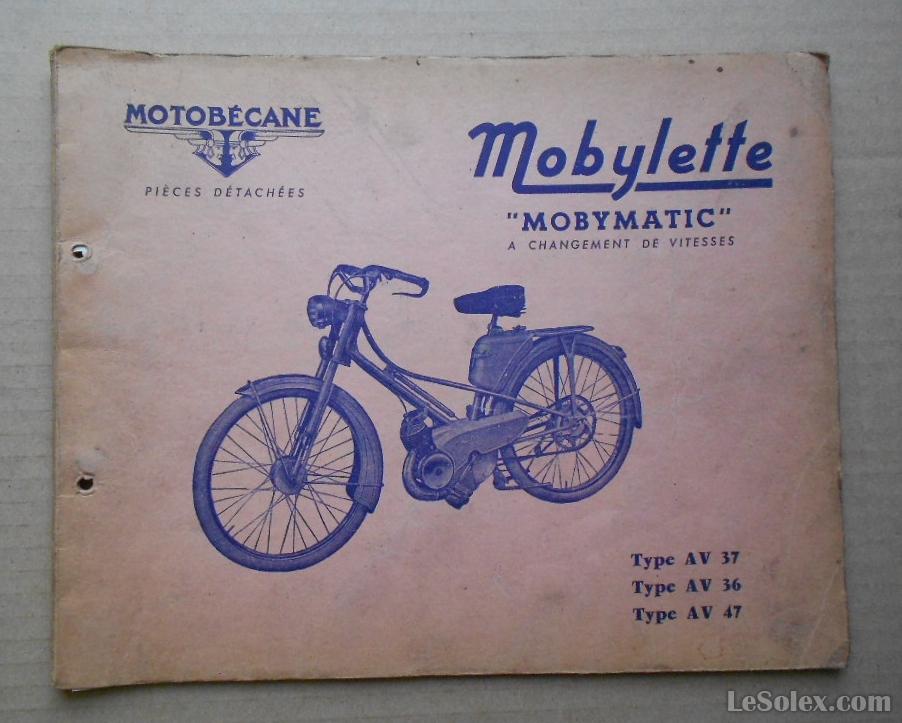 MOTOBÉCANE
PIÈCES DÉTACHÉES
Mobylette
"MOBYMATIC"
A CHANGEMENT DE VITESSES
Type AV 37
Type AV 36
Type AV 47
LeSolex.com